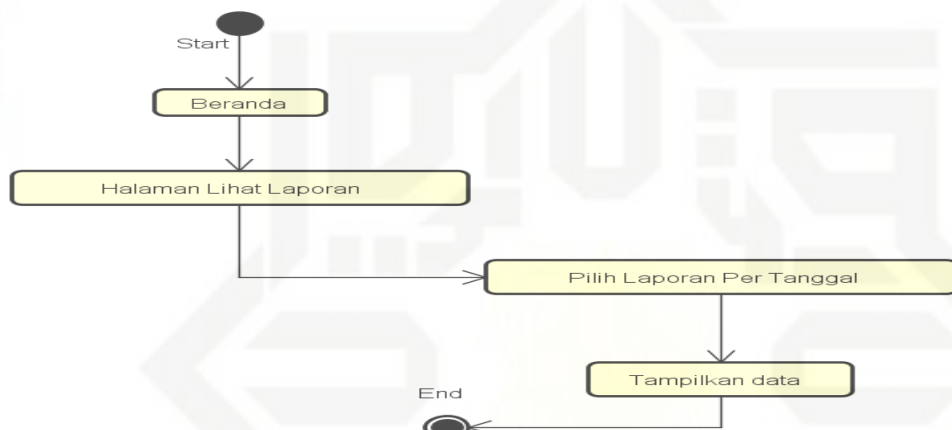 Start
Beranda
Halaman Lihat Laporan
Pilih Laporan Per Tanggal
Tampilkan data
End